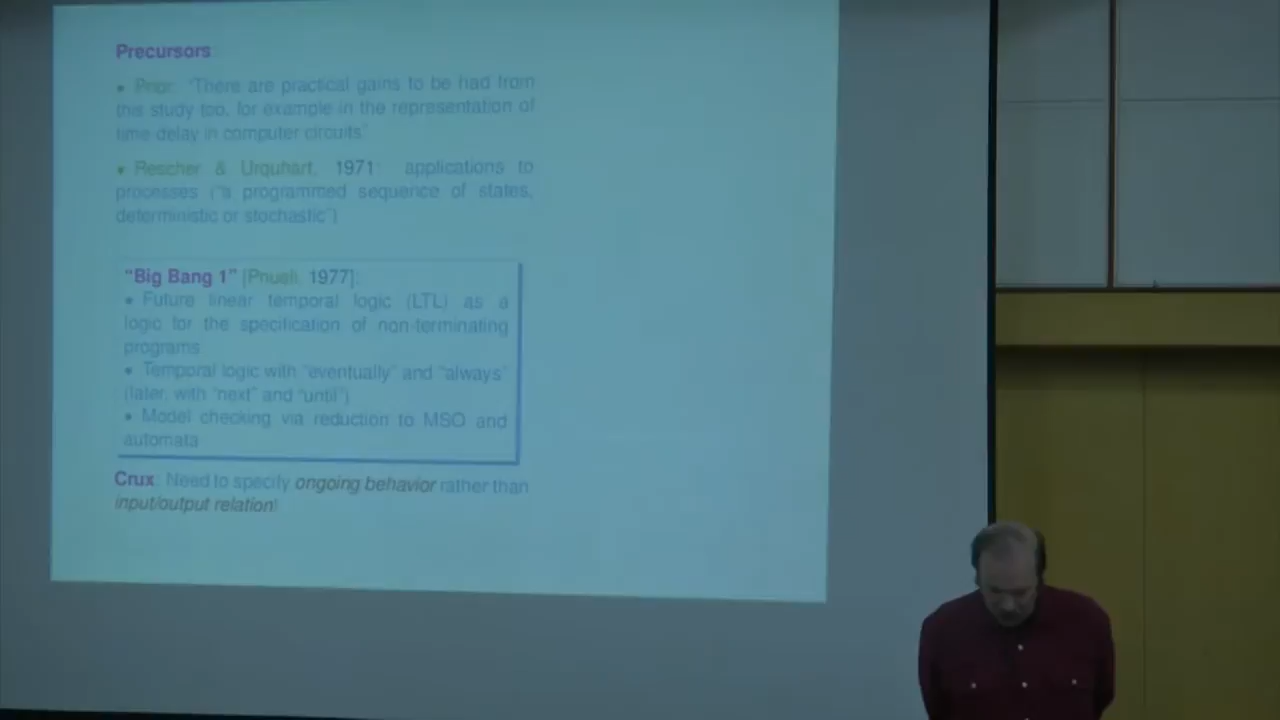 Precursors
• Prior: "There are practical gains to be had from
this study too, for example in the representation of
time-delay in computer circuits"
• Rescher & Urquhart, 1971: applications to
processes ("a programmed sequence of states,
deterministic or stochastic")
"Big Bang 1" [Pnueli, 1977]:
• Future linear temporal logic (LTL) as a
logic for the specification of non-terminating
programs
• Temporal logic with "eventually" and "always"
(later, with "next" and "until")
• Model checking via reduction to MSO and
automata
Crux: Need to specify ongoing behavior rather than
input/output relation!